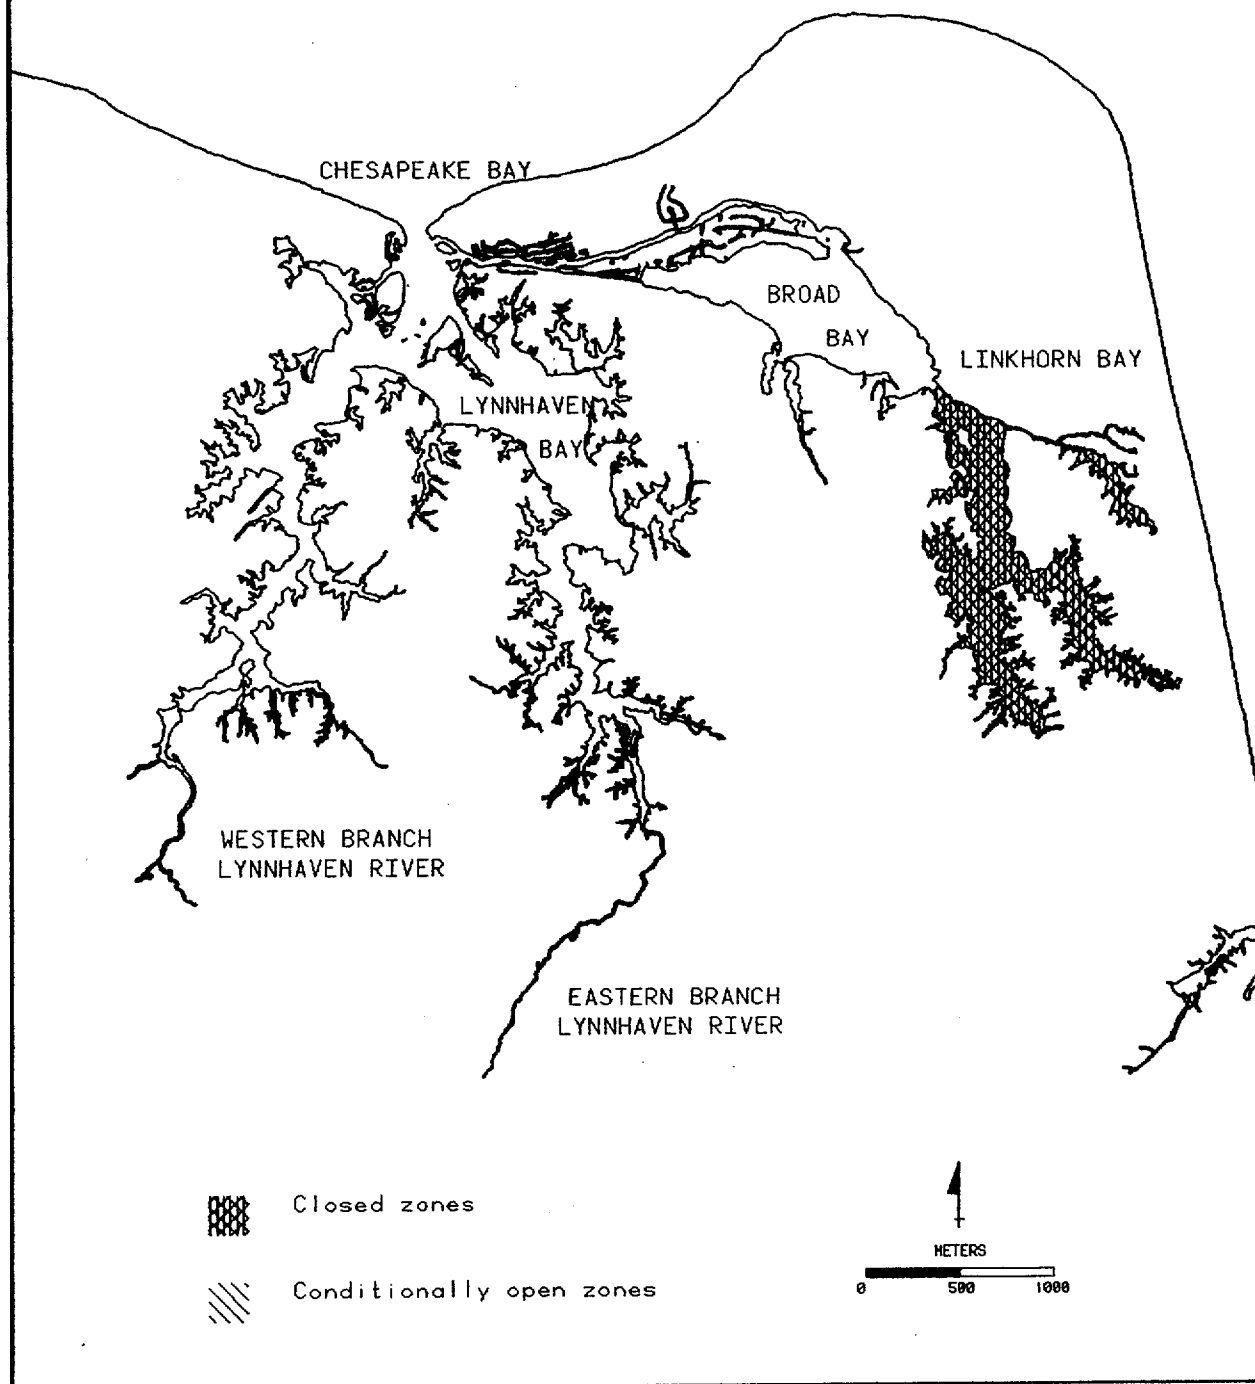 CHESAPEAKE BAY
BROAD
BAY
LINKHORN BAY
LYNNHAVEN
BAY
WESTERN BRANCH
LYNNHAVEN RIVER
EASTERN BRANCH
LYNNHAVEN RIVER
Closed zones
METERS
0 500 1000
Conditionally open zones